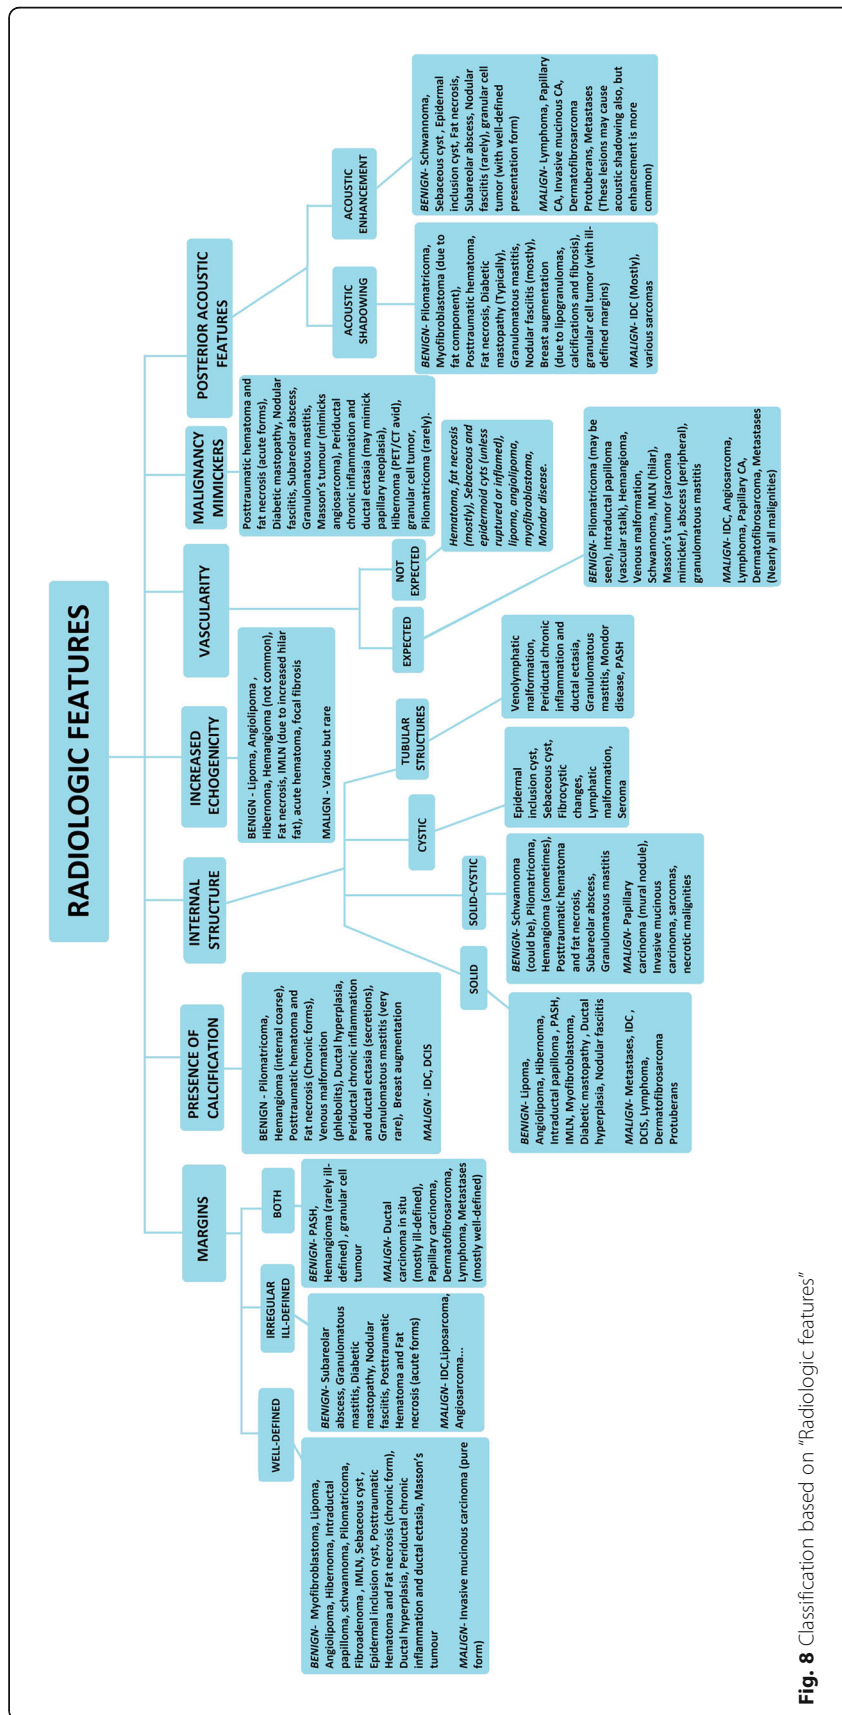 RADIOLOGIC FEATURES
MARGINS
WELL-DEFINED
BENIGN- Myofibroblastoma, Lipoma,
Angiolipoma, Hibernoma, Intraductal
papilloma, schwannoma, Pilomatricoma,
Fibroadenoma , IMLN, Sebaceous cyst ,
Epidermal inclusion cyst, Posttraumatic
Hematoma and Fat necrosis (chronic form),
Ductal hyperplasia, Periductal chronic
inflammation and ductal ectasia, Masson's
tumour
MALIGN- Invasive mucinous carcinoma (pure
form)
IRREGULAR
ILL-DEFINED
BENIGN- Subareolar
abscess, Granulomatous
mastitis, Diabetic
mastopathy, Nodular
fasciitis, Posttraumatic
Hematoma and Fat
necrosis (acute forms)
MALIGN- IDC,Liposarcoma,
Angiosarcoma...
BOTH
BENIGN- PASH,
Hemangioma (rarely ill-
defined) , granular cell
tumour
MALIGN- Ductal
carcinoma in situ
(mostly ill-defined),
Papillary carcinoma,
Dermatofibrosarcoma,
Lymphoma, Metastases
(mostly well-defined)
PRESENCE OF
CALCIFICATION
BENIGN - Pilomatricoma,
Hemangioma (internal coarse),
Posttraumatic hematoma and
Fat necrosis (Chronic forms),
Venous malformation
(phlebolits), Ductal hyperplasia,
Periductal chronic inflammation
and ductal ectasia (secretions),
Granulomatous mastitis (very
rare), Breast augmentation
MALIGN - IDC, DCIS
INTERNAL
STRUCTURE
SOLID
BENIGN- Lipoma,
Angiolipoma, Hibernoma,
Intraductal papilloma , PASH,
IMLN, Myofibroblastoma,
Diabetic mastopathy , Ductal
hyperplasia, Nodular fasciitis
MALIGN- Metastases, IDC ,
DCIS, Lymphoma,
Dermatofibrosarcoma
Protuberans
SOLID-CYSTIC
BENIGN- Schwannoma
(could be), Pilomatricoma,
Hemangioma (sometimes),
Posttraumatic hematoma
and fat necrosis,
Subareolar abscess,
Granulomatous mastitis
MALIGN- Papillary
carcinoma (mural nodule),
Invasive mucinous
carcinoma, sarcomas,
necrotic malignities
CYSTIC
Epidermal
inclusion cyst,
Sebaceous cyst,
Fibrocystic
changes,
Lymphatic
malformation,
Seroma
TUBULAR
STRUCTURES
Venolymphatic
malformation,
Periductal chronic
inflammation and
ductal ectasia,
Granulomatous
mastitis, Mondor
disease, PASH
INCREASED
ECHOGENICITY
BENIGN - Lipoma, Angiolipoma ,
Hibernoma, Hemangioma (not common),
Fat necrosis, IMLN (due to increased hilar
fat), acute hematoma, focal fibrosis
MALIGN - Various but rare
VASCULARITY
EXPECTED
BENIGN- Pilomatricoma (may be
seen), Intraductal papilloma
(vascular stalk), Hemangioma,
Venous malformation,
Schwannoma, IMLN (hilar),
Masson's tumor (sarcoma
mimicker), abscess (peripheral),
granulomatous mastitis
MALIGN- IDC, Angiosarcoma,
Lymphoma, Papillary CA,
Dermatofibrosarcoma, Metastases
(Nearly all malignities)
NOT
EXPECTED
Hematoma, fat necrosis
(mostly), Sebaceous and
epidermoid cyts (unless
ruptured or inflamed),
lipoma, angiolipoma,
myofibroblastoma,
Mondor disease.
MALIGNANCY
MIMICKERS
Posttraumatic hematoma and
fat necrosis (acute forms),
Diabetic mastopathy, Nodular
fasciitis, Subareolar abscess,
Granulomatous mastitis,
Masson's tumour (mimics
angiosarcoma), Periductal
chronic inflammation and
ductal ectasia (may mimick
papillary neoplasia),
Hibernoma (PET/CT avid),
granular cell tumor,
Pilomatricoma (rarely).
POSTERIOR ACOUSTIC
FEATURES
ACOUSTIC
SHADOWING
BENIGN- Pilomatricoma,
Myofibroblastoma (due to
fat component),
Posttraumatic hematoma,
Fat necrosis, Diabetic
mastopathy (Typically),
Granulomatous mastitis,
Nodular fasciitis (mostly),
Breast augmentation
(due to lipogranulomas,
calcifications and fibrosis),
granular cell tumor (with ill-
defined margins)
MALIGN- IDC (Mostly),
various sarcomas
ACOUSTIC
ENHANCEMENT
BENIGN- Schwannoma,
Sebaceous cyst , Epidermal
inclusion cyst, Fat necrosis,
Subareolar abscess, Nodular
fasciitis (rarely), granular cell
tumor (with well-defined
presentation form)
MALIGN- Lymphoma, Papillary
CA, Invasive mucinous CA,
Dermatofibrosarcoma
Protuberans, Metastases
(These lesions may cause
acoustic shadowing also, but
enhancement is more
common)
Fig. 8 Classification based on "Radiologic features"